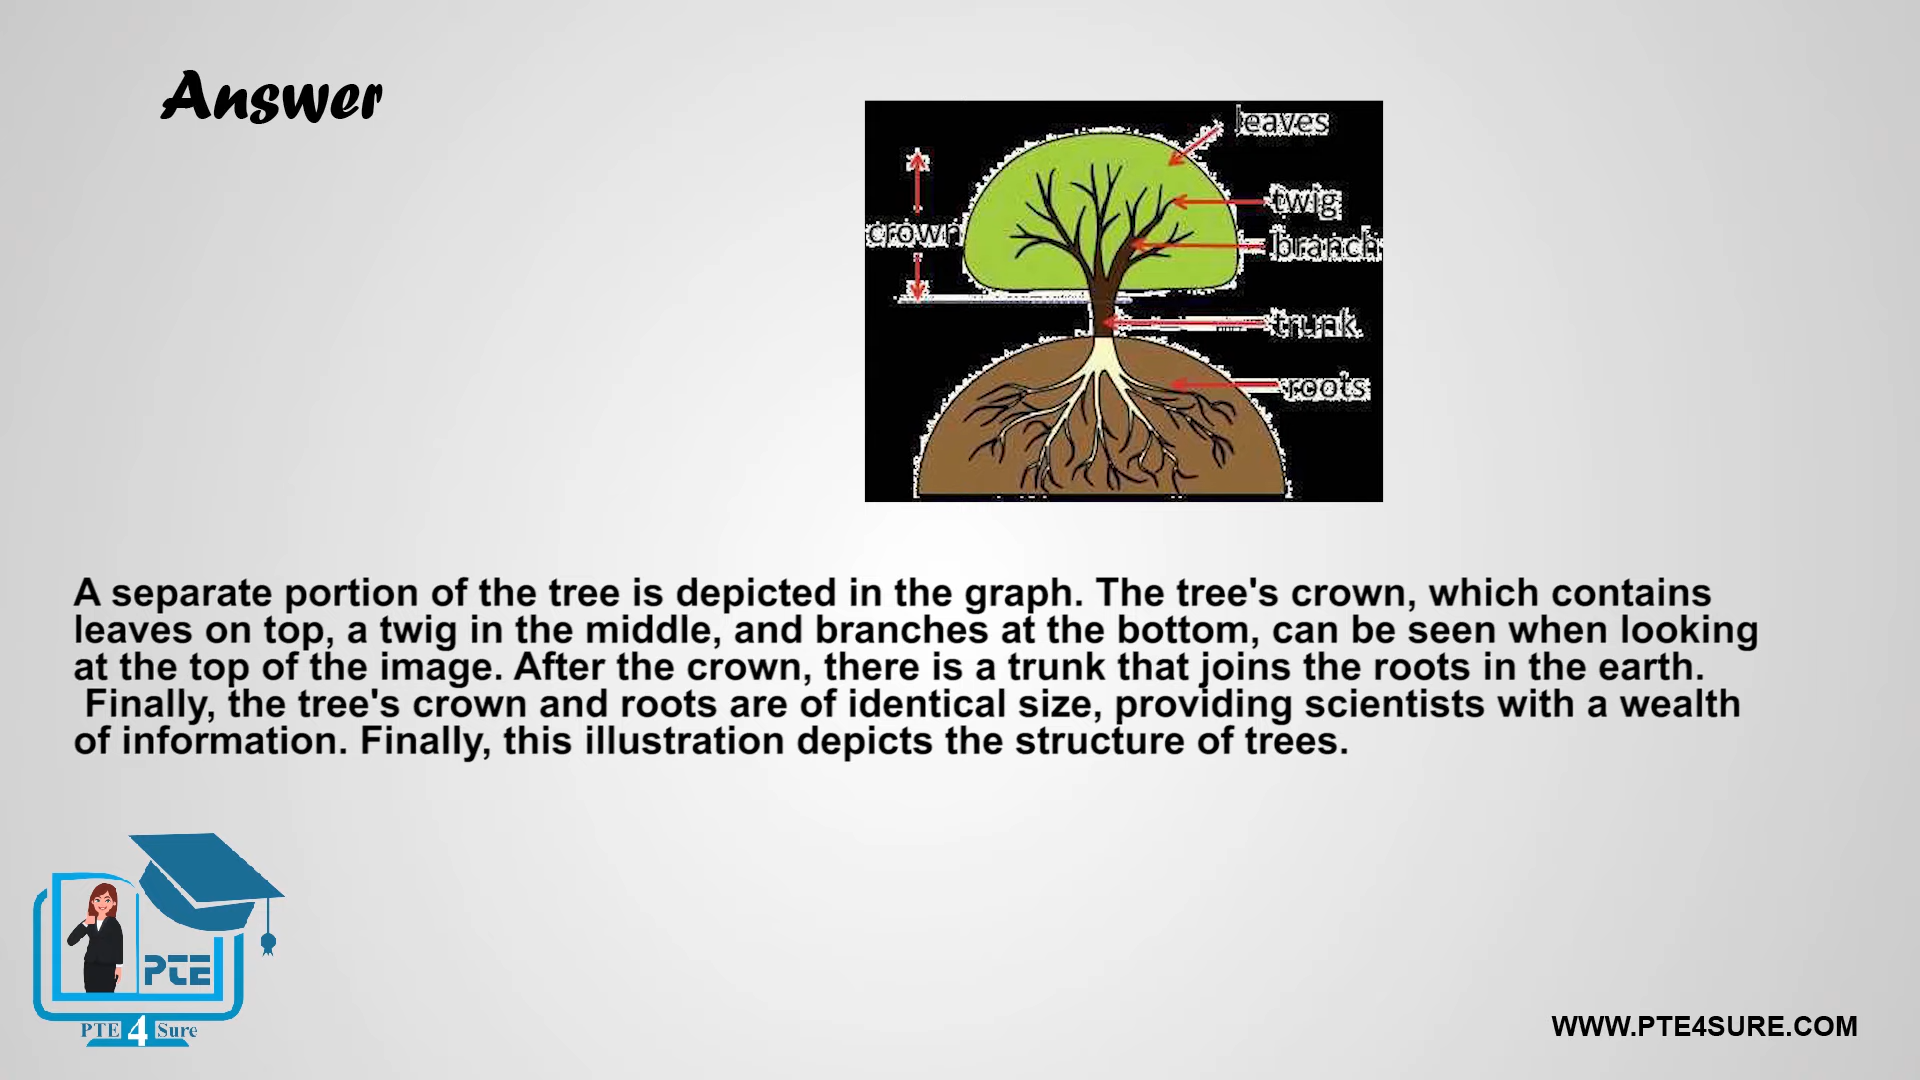 Answer
leaves
twig
crown
branch
trunk
roots
A separate portion of the tree is depicted in the graph. The tree's crown, which contains
leaves on top, a twig in the middle, and branches at the bottom, can be seen when looking
at the top of the image. After the crown, there is a trunk that joins the roots in the earth.
Finally, the tree's crown and roots are of identical size, providing scientists with a wealth
of information. Finally, this illustration depicts the structure of trees.
PTE
PTE 4 Sure
WWW.PTE4SURE.COM